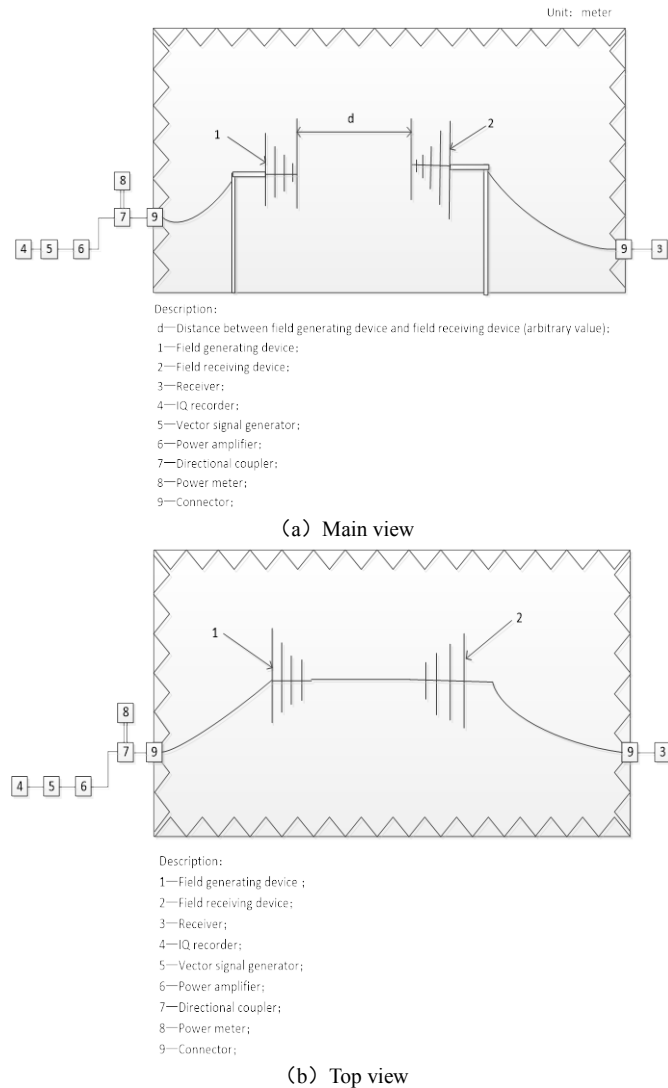 Unit: meter
1
d
2
8
7
9
4
5
6
9
3
Description:
d—Distance between field generating device and field receiving device (arbitrary value);
1—Field generating device;
2—Field receiving device;
3—Receiver;
4—IQ recorder;
5—Vector signal generator;
6—Power amplifier;
7—Directional coupler;
8—Power meter;
9—Connector;
（a）Main view
1
2
8
7
9
4
5
6
9
3
Description:
1—Field generating device ;
2—Field receiving device;
3—Receiver;
4—IQ recorder;
5—Vector signal generator;
6—Power amplifier;
7—Directional coupler;
8—Power meter;
9—Connector;
（b）Top view